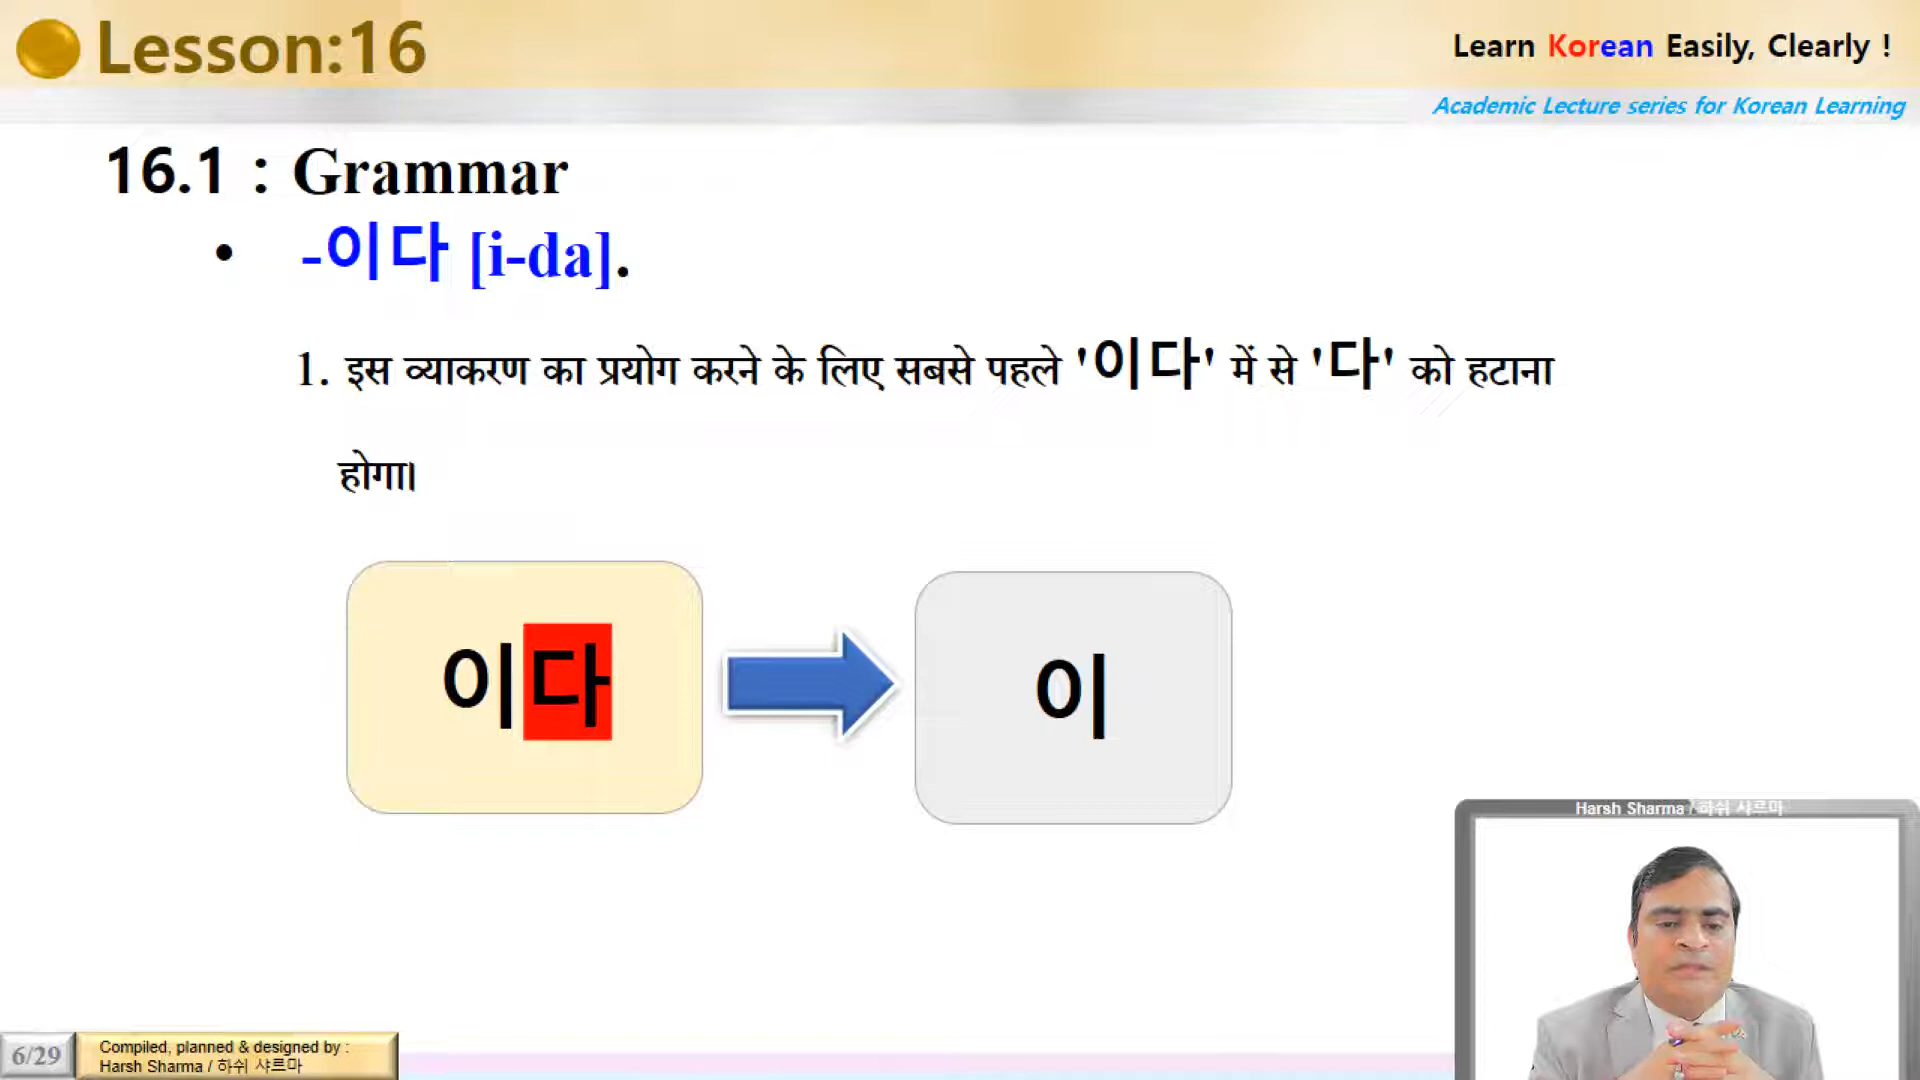 Lesson:16
Learn Korean Easily, Clearly !
Academic Lecture series for Korean Learning
16.1 : Grammar
• -이다 [i-da].
1. इस व्याकरण का प्रयोग करने के लिए सबसे पहले '이다' में से '다' को हटाना
होगा।
이다
이
Harsh Sharma / 하쉬 샤르마
6/29
Compiled, planned & designed by :
Harsh Sharma / 하쉬 샤르마